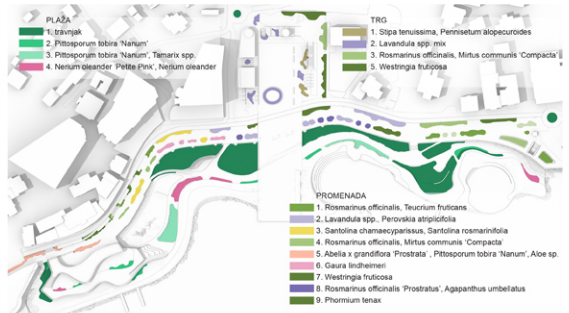 PLAŽA
1. travnjak
2. Pittosporum tobira 'Nanum'
3. Pittosporum tobira 'Nanum', Tamarix spp.
4. Nerium oleander 'Petite Pink', Nerium oleander
TRG
1. Stipa tenuissima, Pennisetum alopecuroides
2. Lavandula spp. mix
3. Rosmarinus officinalis, Mirtus communis 'Compacta'
5. Westringia fruticosa
PROMENADA
1. Rosmarinus officinalis, Teucrium fruticans
2. Lavandula spp., Perovskia atriplicifolia
3. Santolina chamaecyparissus, Santolina rosmarinifolia
4. Rosmarinus officinalis, Mirtus communis 'Compacta'
5. Abelia x grandiflora 'Prostrata' , Pittosporum tobira 'Nanum', Aloe sp.
6. Gaura lindheimeri
7. Westringia fruticosa
8. Rosmarinus officinalis 'Prostratus', Agapanthus umbellatus
9. Phormium tenax